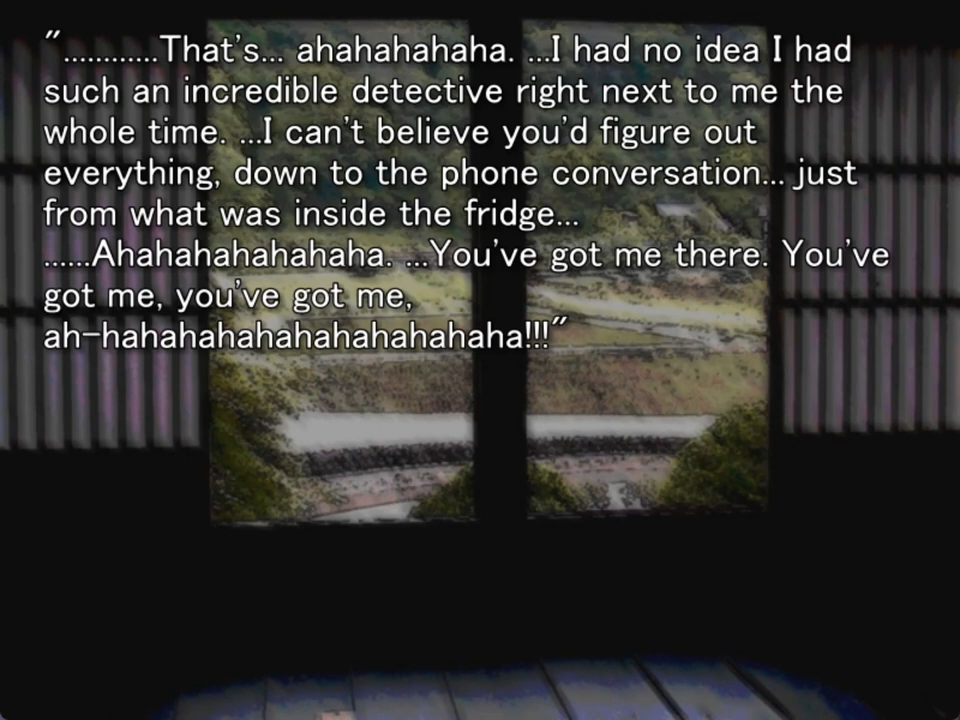 "............That's... ahahahahaha. ...I had no idea I had
such an incredible detective right next to me the
whole time. ...I can't believe you'd figure out
everything, down to the phone conversation... just
from what was inside the fridge...
......Ahahahahahahaha. ...You've got me there. You've
got me, you've got me,
ah-hahahahahahahahahahaha!!!"